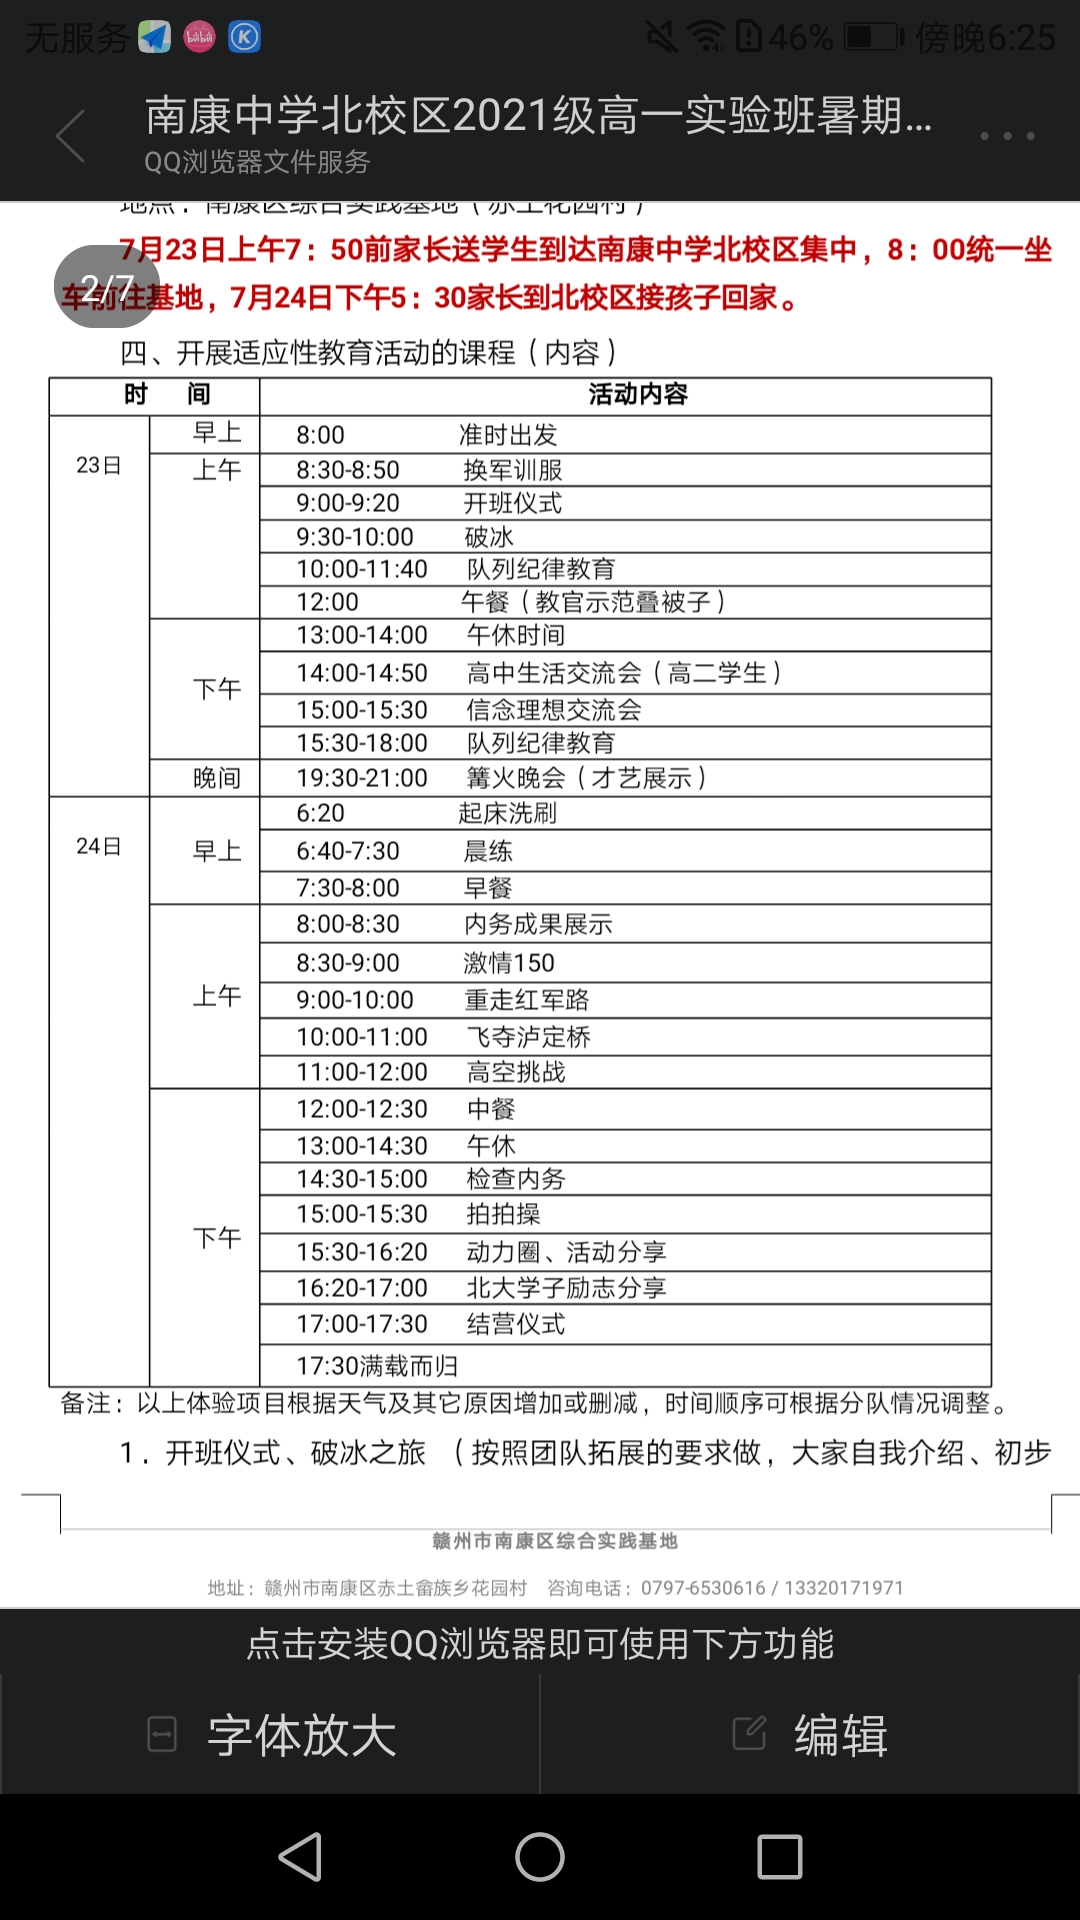 无服务 46% 傍晚6:25
南康中学北校区2021级高一实验班暑期...
QQ浏览器文件服务
地点：南康区综合实践基地（赤土花园村）
7月23日上午7：50前家长送学生到达南康中学北校区集中，8：00统一坐
车前往基地，7月24日下午5：30家长到北校区接孩子回家。
2/7
四、开展适应性教育活动的课程（内容）
时 间 活动内容
23日 早上 8:00 准时出发
上午 8:30-8:50 换军训服
9:00-9:20 开班仪式
9:30-10:00 破冰
10:00-11:40 队列纪律教育
12:00 午餐（教官示范叠被子）
下午 13:00-14:00 午休时间
14:00-14:50 高中生活交流会（高二学生）
15:00-15:30 信念理想交流会
15:30-18:00 队列纪律教育
晚间 19:30-21:00 篝火晚会（才艺展示）
24日 早上 6:20 起床洗刷
6:40-7:30 晨练
7:30-8:00 早餐
上午 8:00-8:30 内务成果展示
8:30-9:00 激情150
9:00-10:00 重走红军路
10:00-11:00 飞夺泸定桥
11:00-12:00 高空挑战
下午 12:00-12:30 中餐
13:00-14:30 午休
14:30-15:00 检查内务
15:00-15:30 拍拍操
15:30-16:20 动力圈、活动分享
16:20-17:00 北大学子励志分享
17:00-17:30 结营仪式
17:30满载而归
备注：以上体验项目根据天气及其它原因增加或删减，时间顺序可根据分队情况调整。
1．开班仪式、破冰之旅 （按照团队拓展的要求做，大家自我介绍、初步
赣州市南康区综合实践基地
地址：赣州市南康区赤土畲族乡花园村 咨询电话：0797-6530616 / 13320171971
点击安装QQ浏览器即可使用下方功能
字体放大 编辑